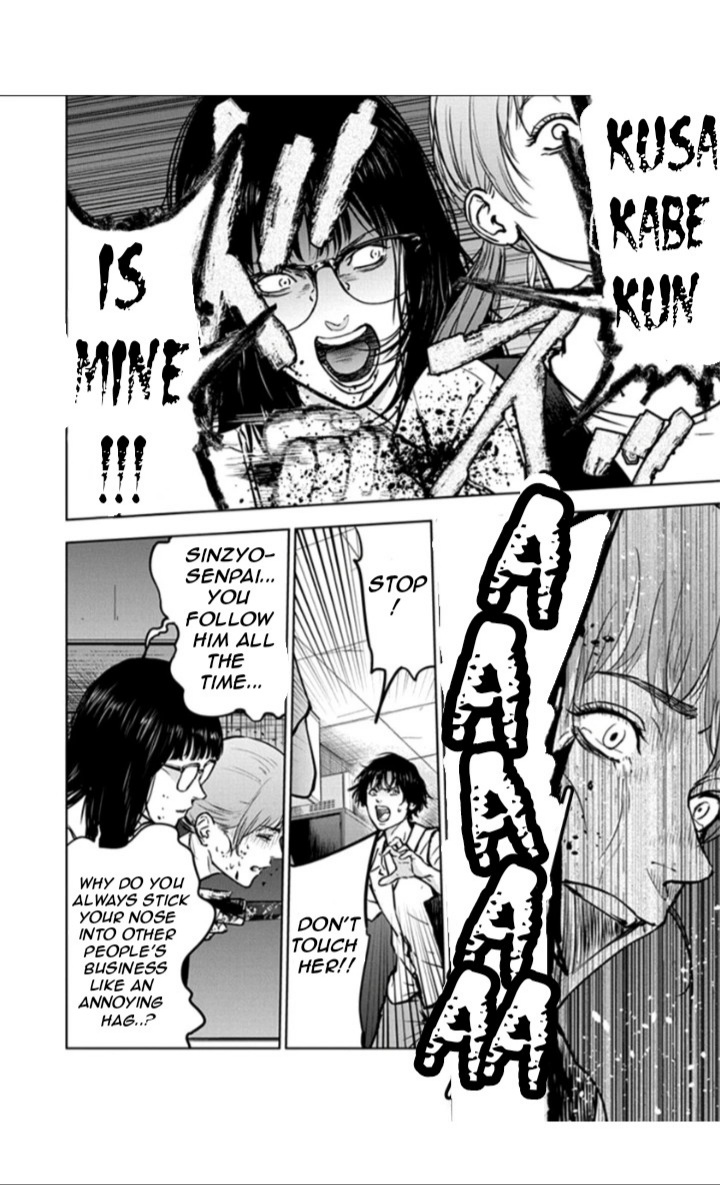 KUSA
KABE
KUN
IS
MINE
!!!
A
A
A
A
AA
STOP
!
DON'T
TOUCH
HER!!
SINZYO-
SENPAI...
YOU
FOLLOW
HIM ALL
THE
TIME...
WHY DO YOU
ALWAYS STICK
YOUR NOSE
INTO OTHER
PEOPLE'S
BUSINESS
LIKE AN
ANNOYING
HAG..?